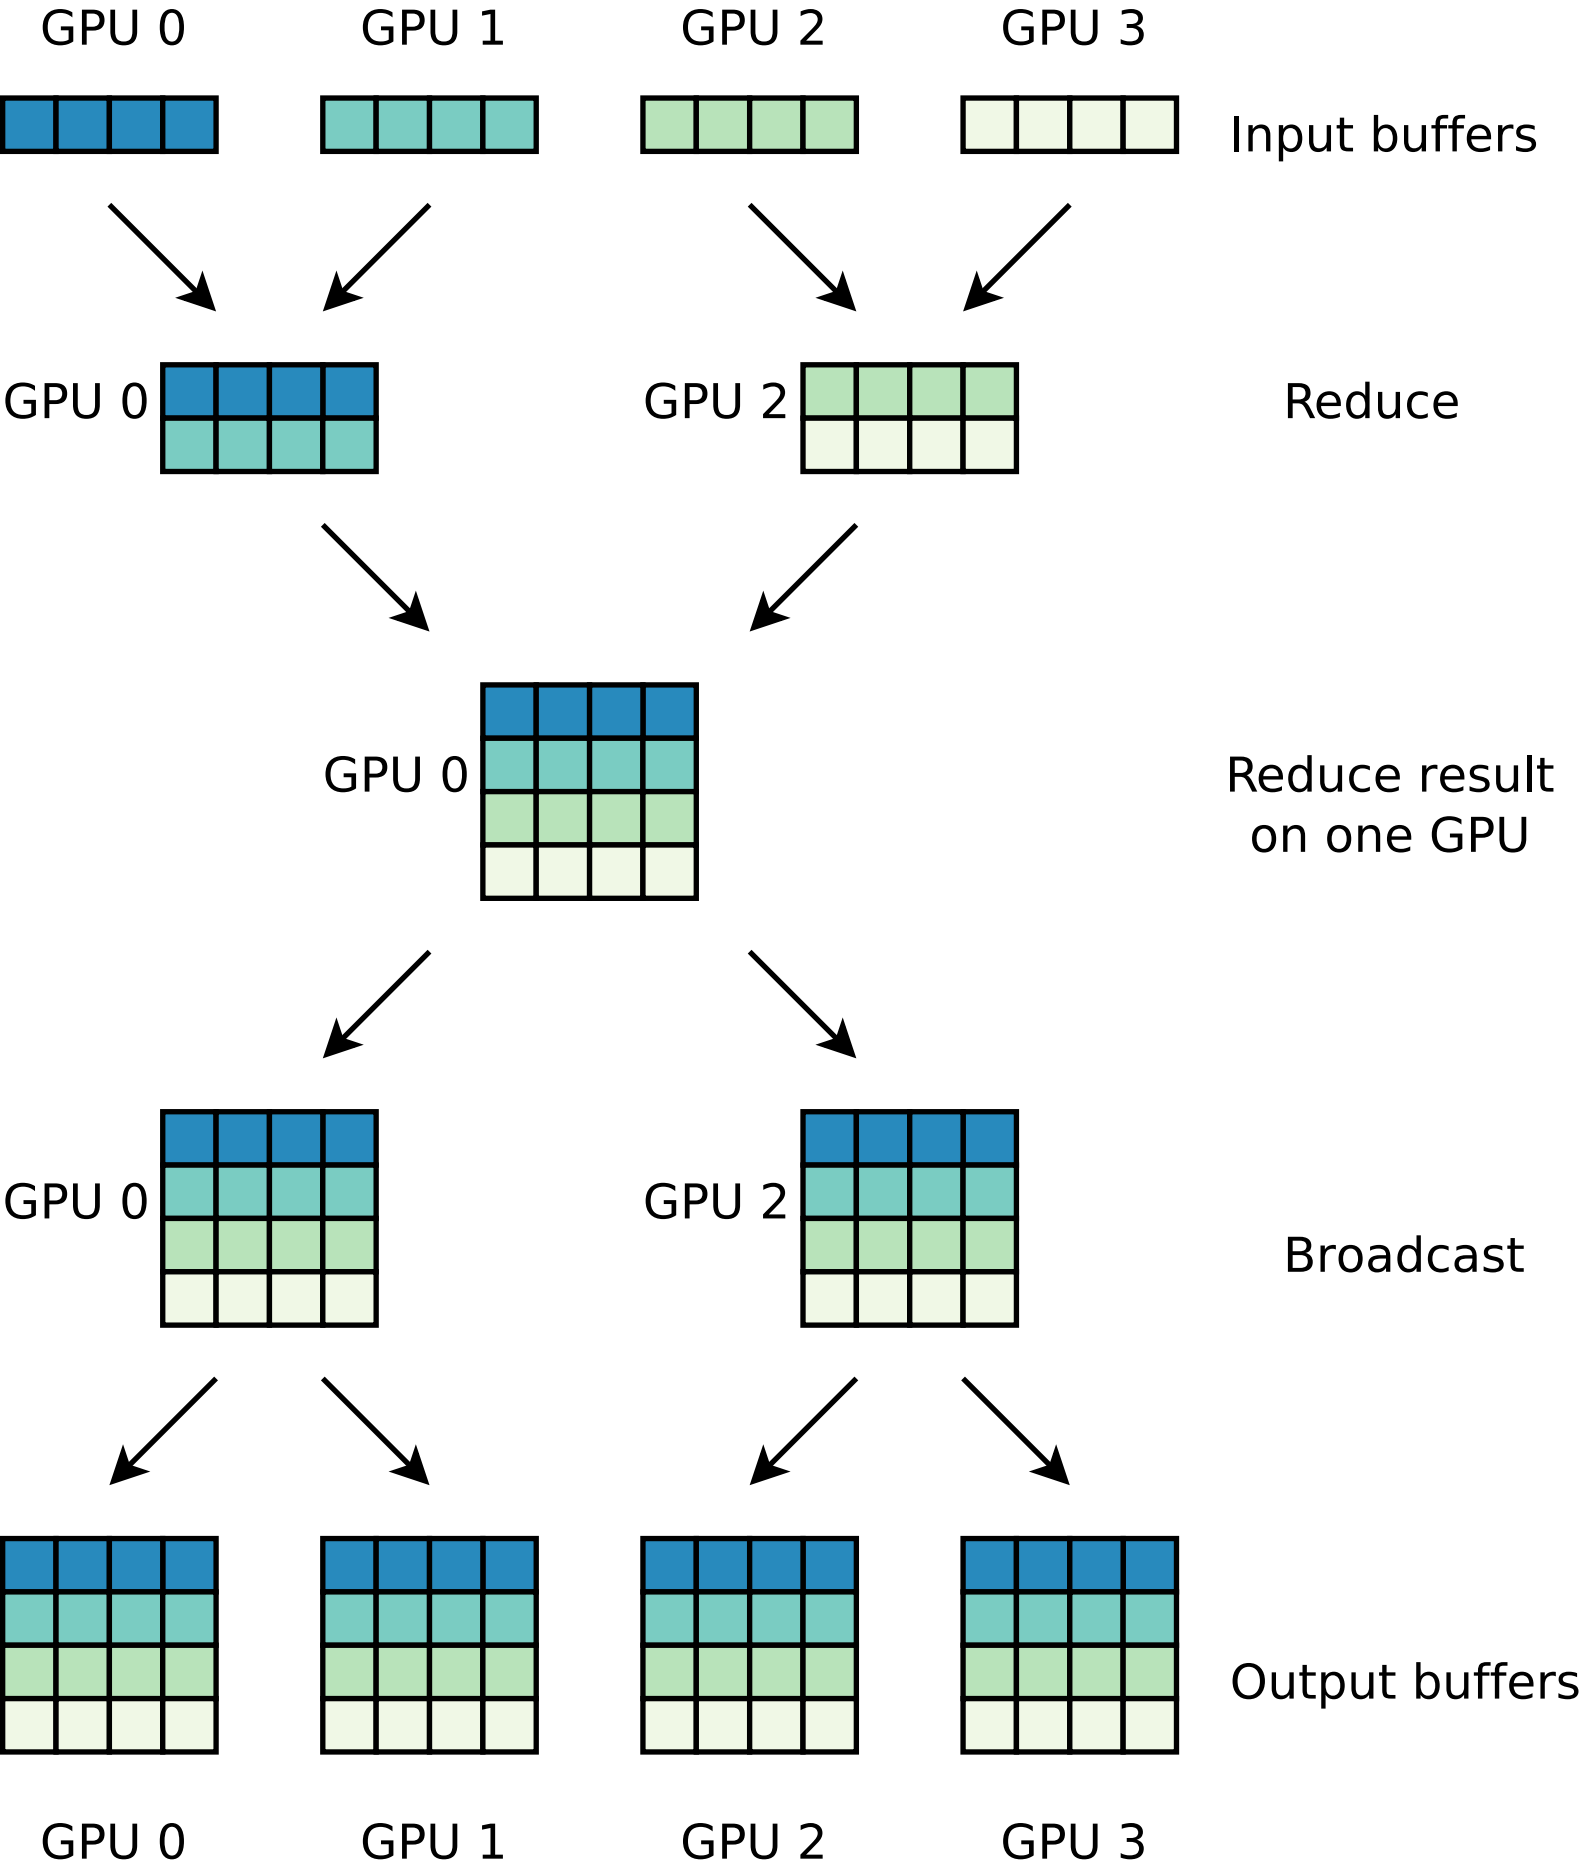 GPU 0
GPU 1
GPU 2
GPU 3
Input buffers
GPU 0
GPU 2
Reduce
GPU 0
Reduce result
on one GPU
GPU 0
GPU 2
Broadcast
Output buffers
GPU 0
GPU 1
GPU 2
GPU 3